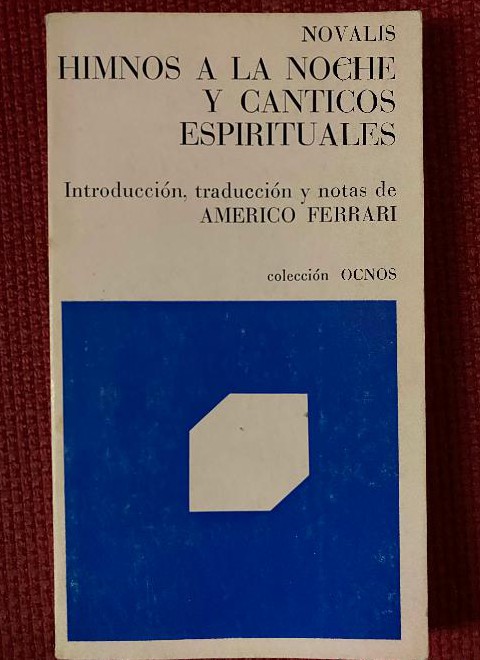 NOVALIS
HIMNOS A LA NOCHE
Y CANTICOS
ESPIRITUALES
Introducción, traducción y notas de
AMERICO FERRARI
colección OCNOS